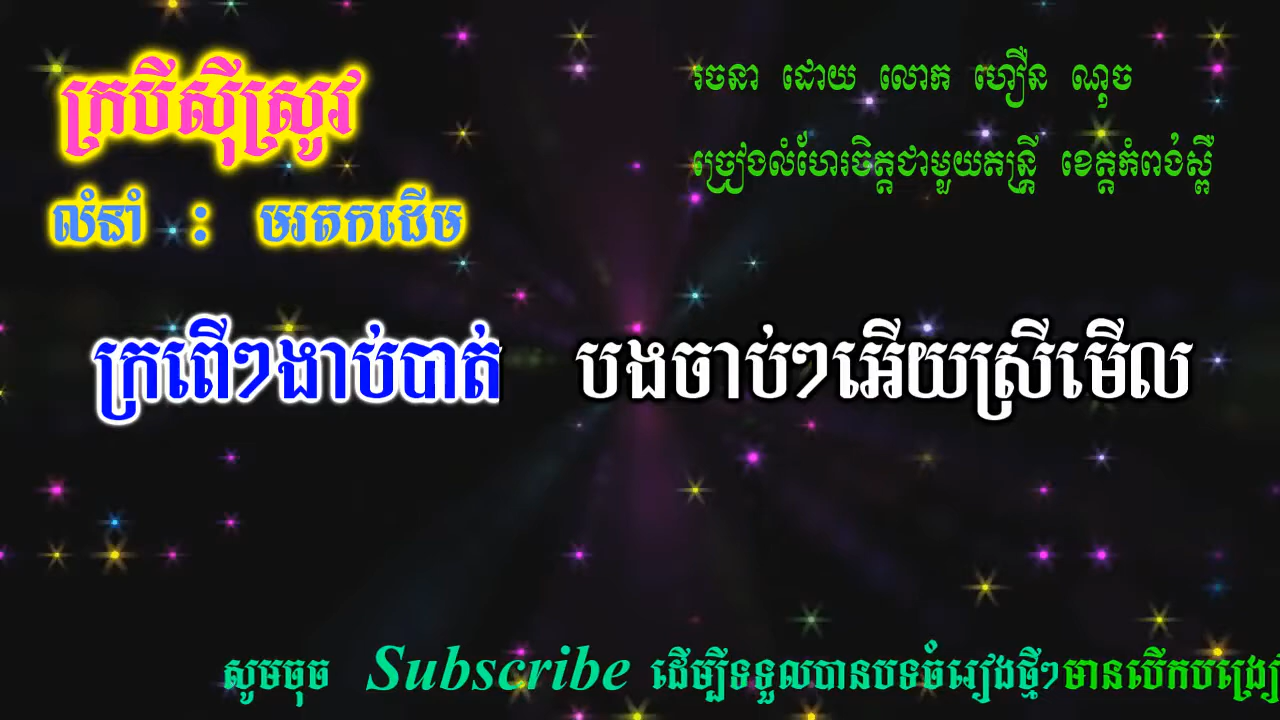 ក្របីស៊ីស្រូវ
លំនាំ : មរតកដើម
រចនា ដោយ លោក ហឿន ណូច
ច្រៀងលំហែរចិត្តជាមួយតន្ត្រី ខេត្តកំពង់ស្ពឺ
ក្រពើៗងាប់បាត់ បងចាប់ៗអើយស្រីមើល
សូមចុច Subscribe ដើម្បីទទួលបានបទចំរៀងថ្មីៗមានបើកបង្រៀ